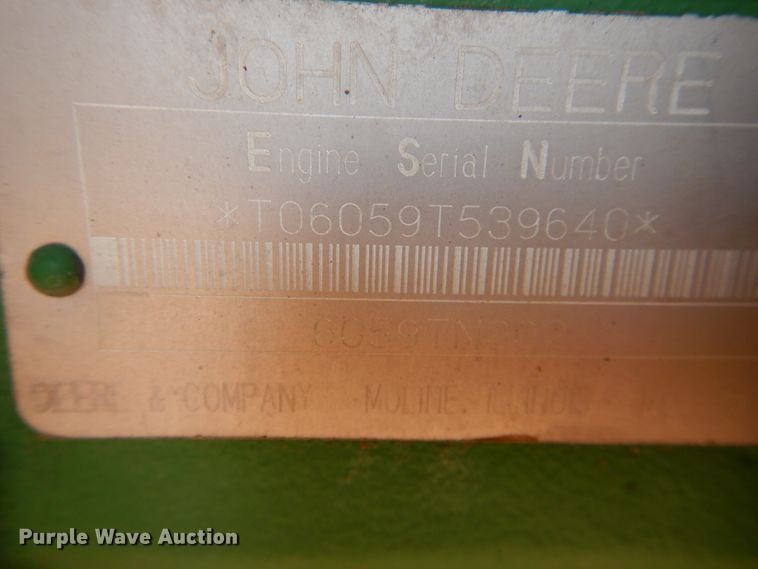 JOHN DEERE
Engine Serial Number
*T06059T539640*
DEERE & COMPANY MOLINE, ILLINOIS
Purple Wave Auction